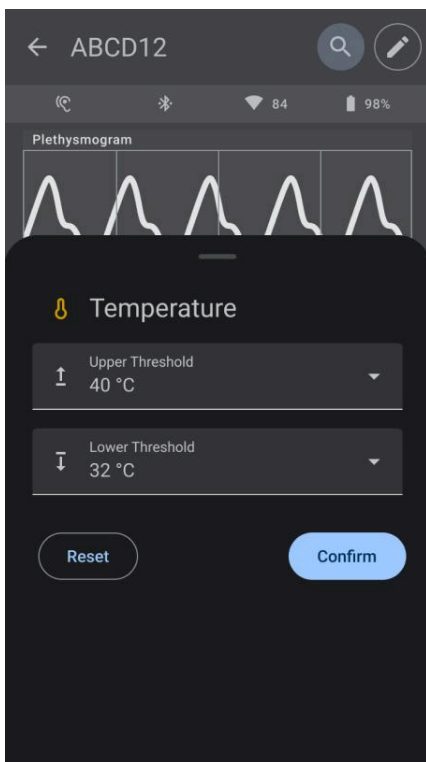 ABCD12
84 98%
Plethysmogram
Temperature
Upper Threshold
40 °C
Lower Threshold
32 °C
Reset Confirm